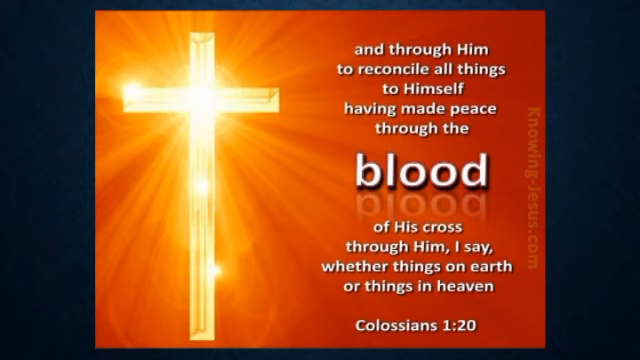 and through Him
to reconcile all things
to Himself
having made peace
through the
blood
of His cross
through Him, I say,
whether things on earth
or things in heaven
Colossians 1:20
Knowing-Jesus.com